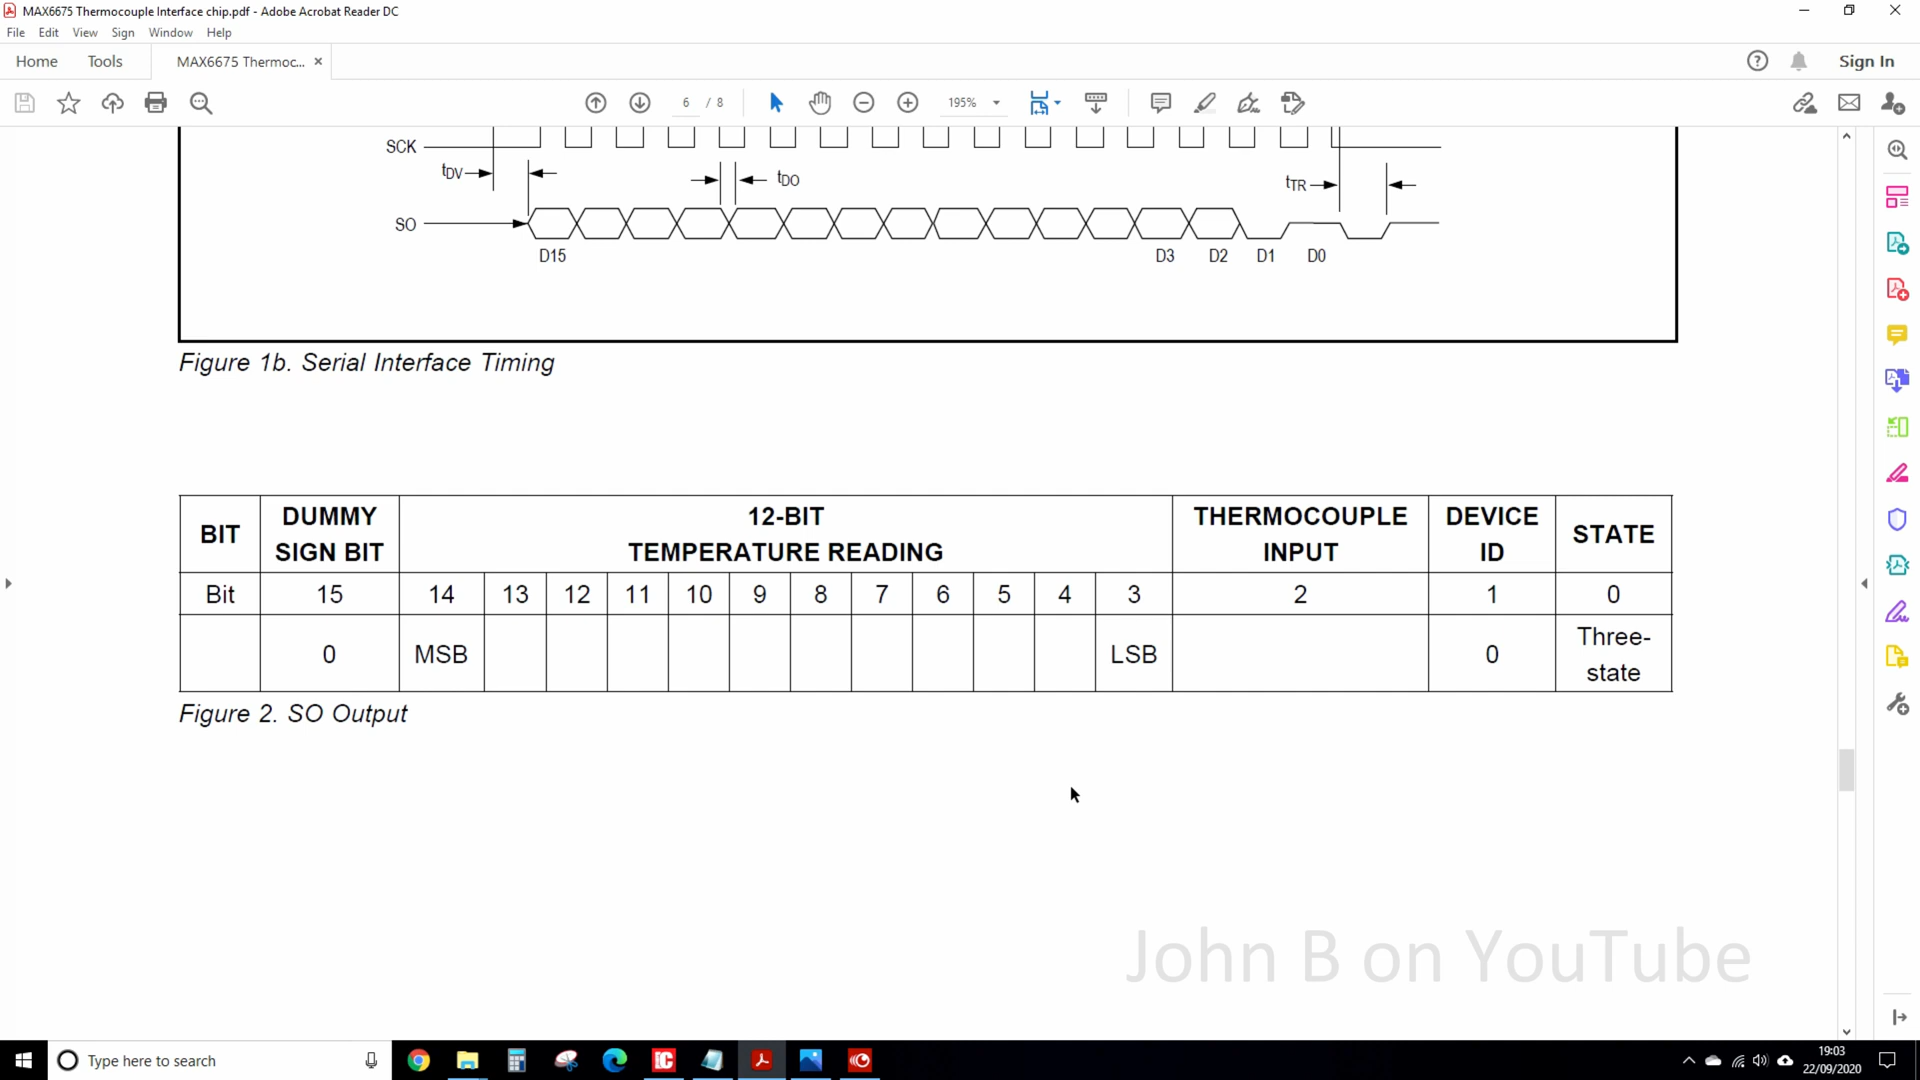 MAX6675 Thermocouple Interface chip.pdf - Adobe Acrobat Reader DC
File Edit View Sign Window Help
Home Tools MAX6675 Thermoc... × Sign In
6 / 8 195%
SCK
tDV tDO tTR
SO
D15 D3 D2 D1 D0
Figure 1b. Serial Interface Timing
BIT DUMMY SIGN BIT 12-BIT TEMPERATURE READING THERMOCOUPLE INPUT DEVICE ID STATE
Bit 15 14 13 12 11 10 9 8 7 6 5 4 3 2 1 0
0 MSB LSB 0 Three-state
Figure 2. SO Output
John B on YouTube
Type here to search
19:03
22/09/2020